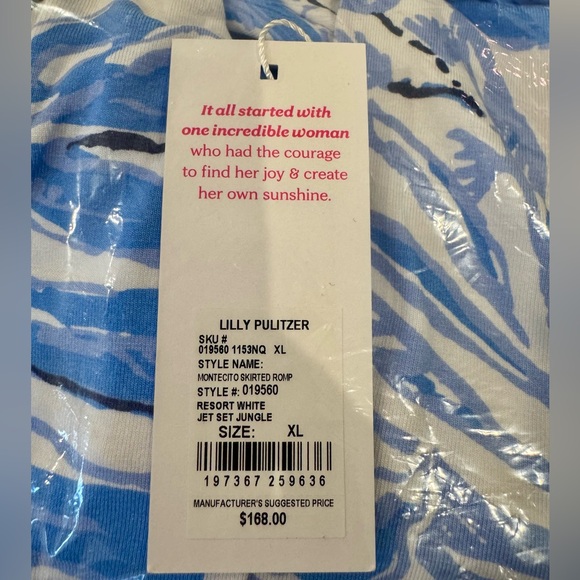 It all started with
one incredible woman
who had the courage
to find her joy & create
her own sunshine.
LILLY PULITZER
SKU #
019560 1153NQ XL
STYLE NAME:
MONTECITO SKIRTED ROMP
STYLE #: 019560
RESORT WHITE
JET SET JUNGLE
SIZE: XL
197367 259636
MANUFACTURER'S SUGGESTED PRICE
$168.00